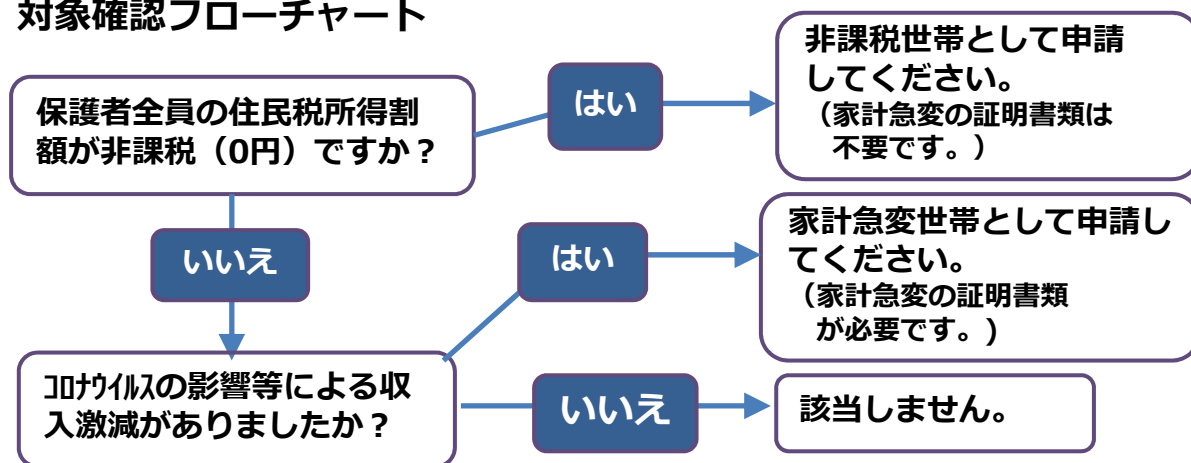 対象確認フローチャート
保護者全員の住民税所得割
額が非課税（0円）ですか？
はい
非課税世帯として申請
してください。
（家計急変の証明書類は
不要です。）
いいえ
はい
家計急変世帯として申請し
てください。
（家計急変の証明書類
が必要です。)
ｺﾛﾅｳｲﾙｽの影響等による収
入激減がありましたか？
いいえ
該当しません。